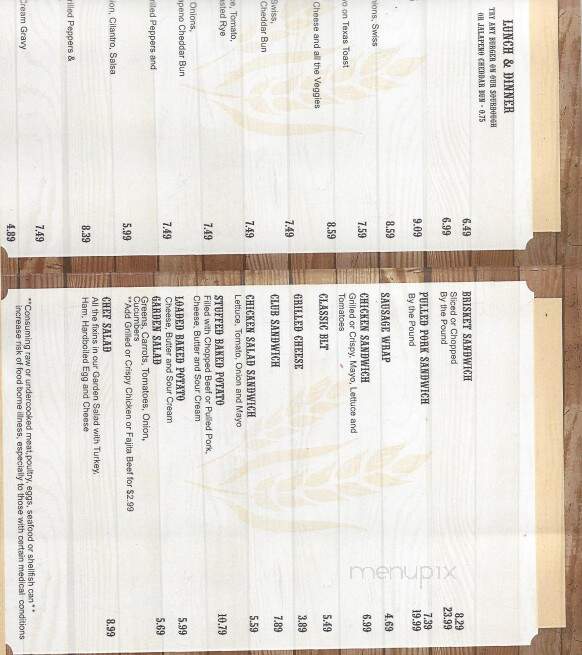 LUNCH & DINNER
TRY ANY BURGER ON OUR SOURDOUGH
OR JALAPENO CHEDDAR BUN - 0.75
6.49
6.99
9.09
ions, Swiss 8.59
7.59
vo on Texas Toast
8.59
Cheese and all the Veggies
7.49
Swiss,
Cheddar Bun
7.49
e, Tomato,
asted Rye
7.49
Onions,
apeno Cheddar Bun
7.49
rilled Peppers and
5.99
ion, Cilantro, Salsa
8.39
rilled Peppers &
7.49
Cream Gravy
4.89
BRISKET SANDWICH 8.29
Sliced or Chopped
By the Pound 23.99
PULLED PORK SANDWICH 7.39
By the Pound 19.99
SAUSAGE WRAP 4.69
CHICKEN SANDWICH 6.99
Grilled or Crispy, Mayo, Lettuce and
Tomatoes
CLASSIC BLT 5.49
GRILLED CHEESE 3.89
CLUB SANDWICH 7.89
CHICKEN SALAD SANDWICH 5.59
Lettuce, Tomato, Onion and Mayo
STUFFED BAKED POTATO 10.79
Filled with Chopped Beef or Pulled Pork,
Cheese, Butter and Sour Cream
LOADED BAKED POTATO 5.99
Cheese, Butter and Sour Cream
GARDEN SALAD 5.69
Greens, Carrots, Tomatoes, Onion,
Cucumbers
**Add Grilled or Crispy Chicken or Fajita Beef for $2.99
CHEF SALAD 8.99
All the fixins in our Garden Salad with Turkey,
Ham, Hardboiled Egg and Cheese
**Consuming raw or undercooked meat,poultry, eggs, seafood or shellfish can**
increase risk of food borne illness, especially to those with certain medical conditions
menupix